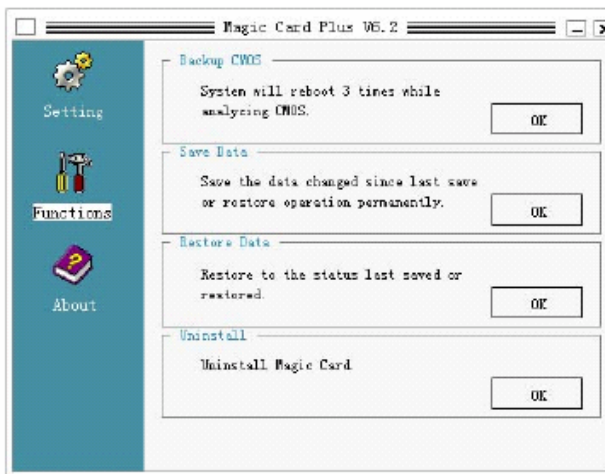 Magic Card Plus V6.2
Setting
Functions
About
Backup CMOS
System will reboot 3 times while
analyzing CMOS.
OK
Save Data
Save the data changed since last save
or restore operation permanently.
OK
Restore Data
Restore to the status last saved or
restored.
OK
Uninstall
Uninstall Magic Card
OK